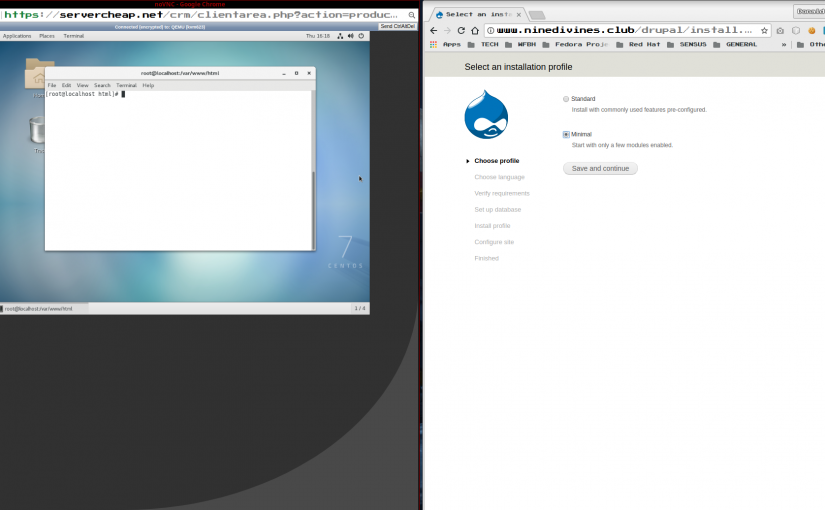 noVNC - Google Chrome
https://servercheap.net/crm/clientarea.php?action=produc...
Connected (encrypted) to: QEMU
Send CtrlAltDel
Applications Places Terminal
Thu 16:16
root@localhost:/var/www/html
File Edit View Search Terminal Help
[root@localhost html]#
7
CENTOS
root@localhost:/var/www/html
1 / 4
Select an inst
www.ninedivines.club/drupal/install....
Apps TECH WFBH Fedora Proje Red Hat SENSUS GENERAL » Othe
Select an installation profile
Standard
Install with commonly used features pre-configured.
Minimal
Start with only a few modules enabled.
Save and continue
Choose profile
Choose language
Verify requirements
Set up database
Install profile
Configure site
Finished